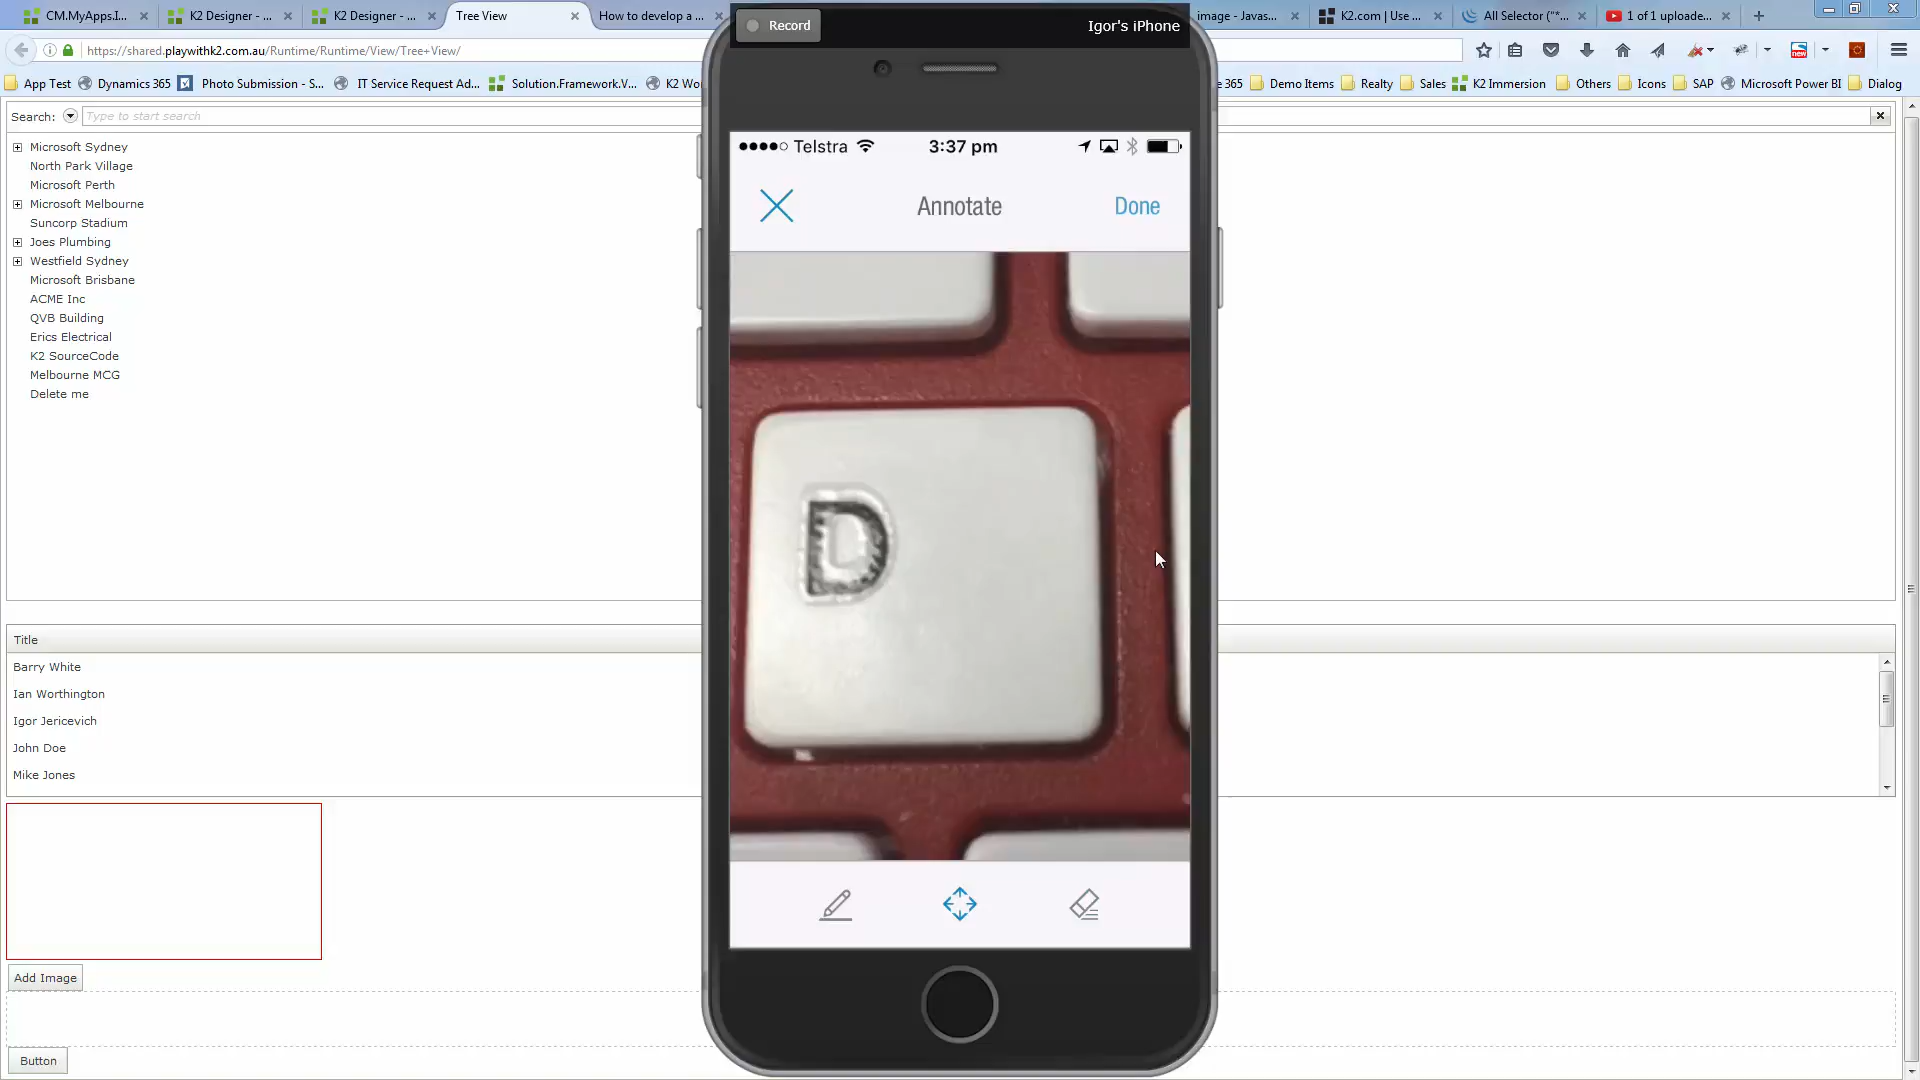 CM.MyApps.I...
K2 Designer - ...
K2 Designer - ...
Tree View
How to develop a ...
image - Javas...
K2.com | Use ...
All Selector ("*...
1 of 1 uploade...
https://shared.playwithk2.com.au/Runtime/Runtime/View/Tree+View/
new
App Test
Dynamics 365
Photo Submission - S...
IT Service Request Ad...
Solution.Framework.V...
K2 Wo
e 365
Demo Items
Realty
Sales
K2 Immersion
Others
Icons
SAP
Microsoft Power BI
Dialog
Search:
Type to start search
Microsoft Sydney
North Park Village
Microsoft Perth
Microsoft Melbourne
Suncorp Stadium
Joes Plumbing
Westfield Sydney
Microsoft Brisbane
ACME Inc
QVB Building
Erics Electrical
K2 SourceCode
Melbourne MCG
Delete me
Title
Barry White
Ian Worthington
Igor Jericevich
John Doe
Mike Jones
Add Image
Button
Record
Igor's iPhone
Telstra
3:37 pm
Annotate
Done
D